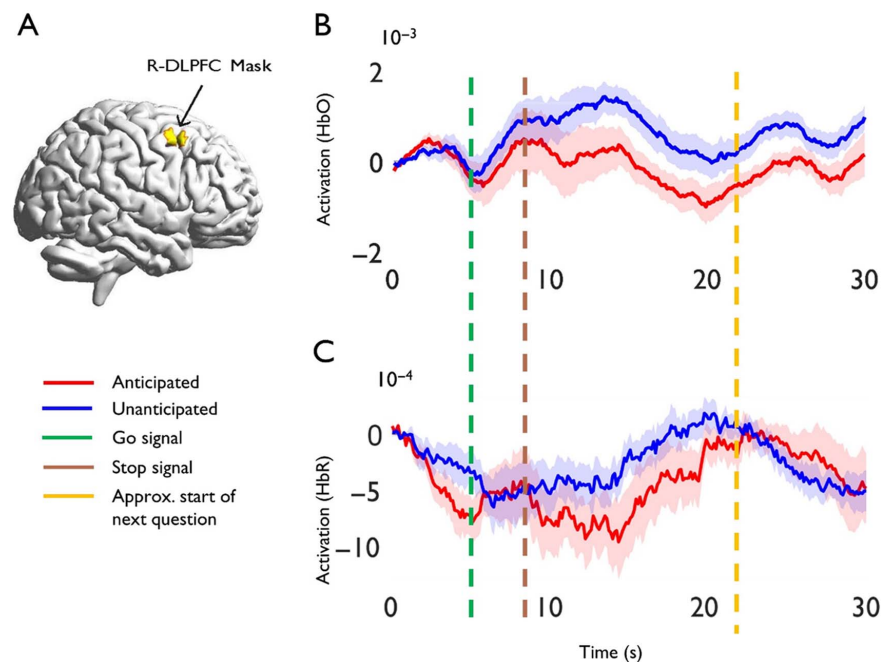 A
R-DLPFC Mask
Anticipated
Unanticipated
Go signal
Stop signal
Approx. start of
next question
B
10-3
Activation (HbO)
2
0
-2
0 10 20 30
C
10-4
Activation (HbR)
0
-5
-10
0 10 20 30
Time (s)